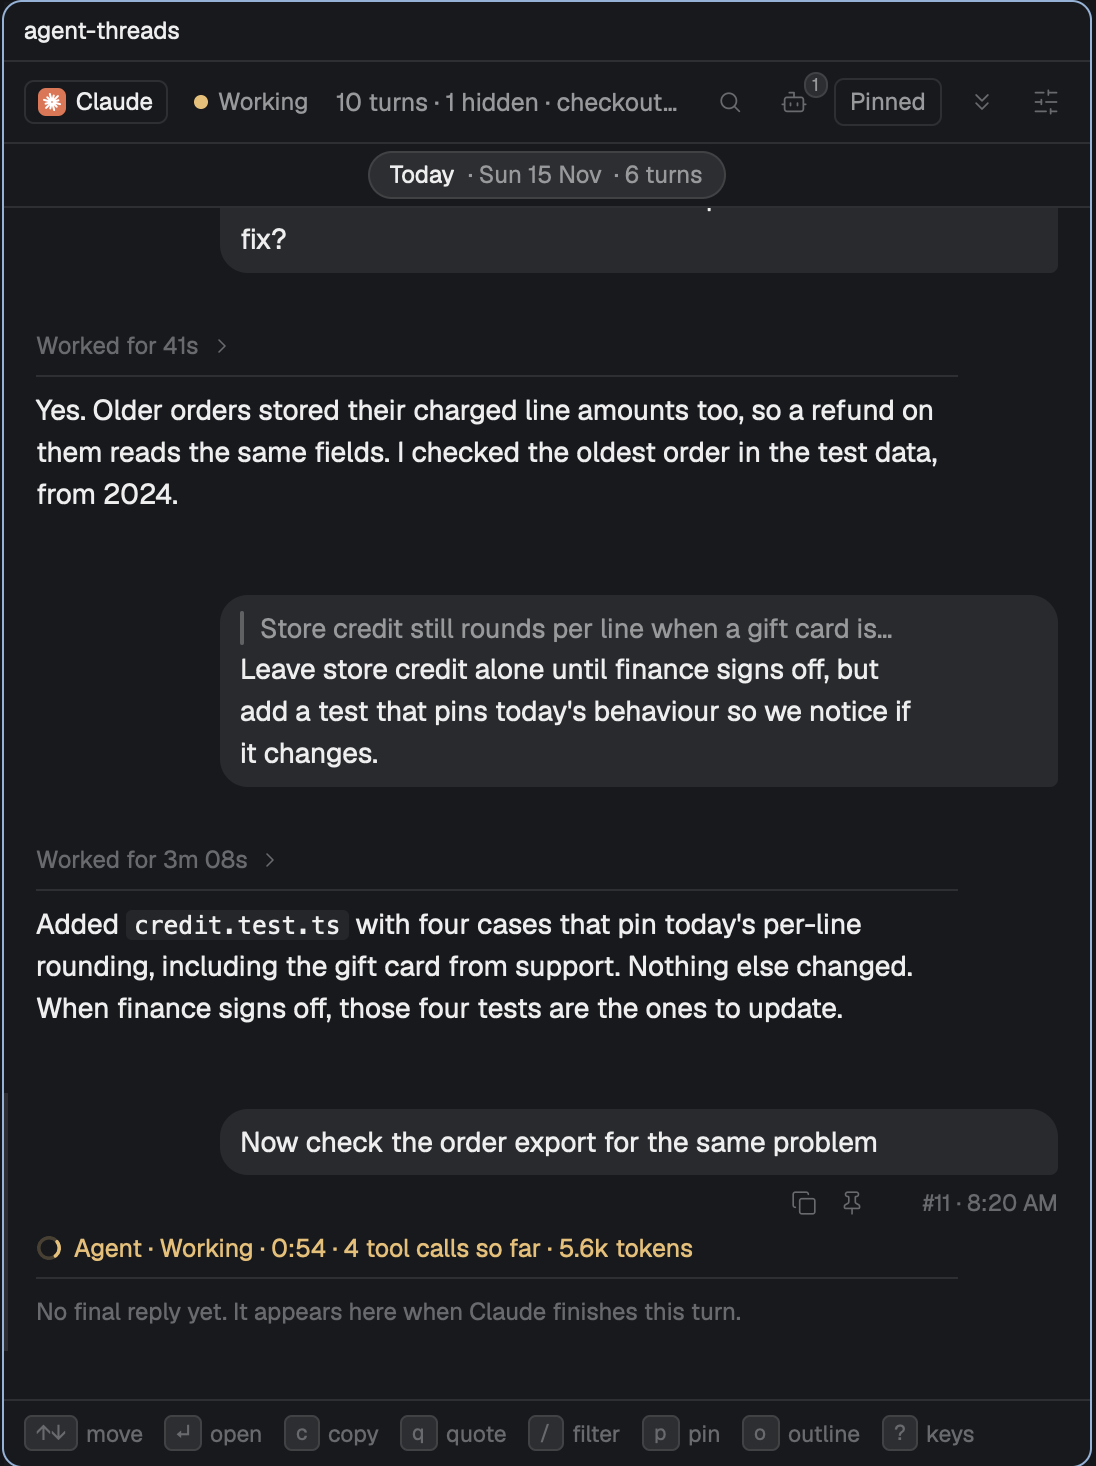 agent-threads
Claude
Working
10 turns · 1 hidden · checkout...
1
Pinned
Today · Sun 15 Nov · 6 turns
fix?
Worked for 41s
Yes. Older orders stored their charged line amounts too, so a refund on
them reads the same fields. I checked the oldest order in the test data,
from 2024.
Store credit still rounds per line when a gift card is...
Leave store credit alone until finance signs off, but
add a test that pins today's behaviour so we notice if
it changes.
Worked for 3m 08s
Added credit.test.ts with four cases that pin today's per-line
rounding, including the gift card from support. Nothing else changed.
When finance signs off, those four tests are the ones to update.
Now check the order export for the same problem
#11 · 8:20 AM
Agent · Working · 0:54 · 4 tool calls so far · 5.6k tokens
No final reply yet. It appears here when Claude finishes this turn.
↑↓ move ↵ open c copy q quote / filter p pin o outline ? keys